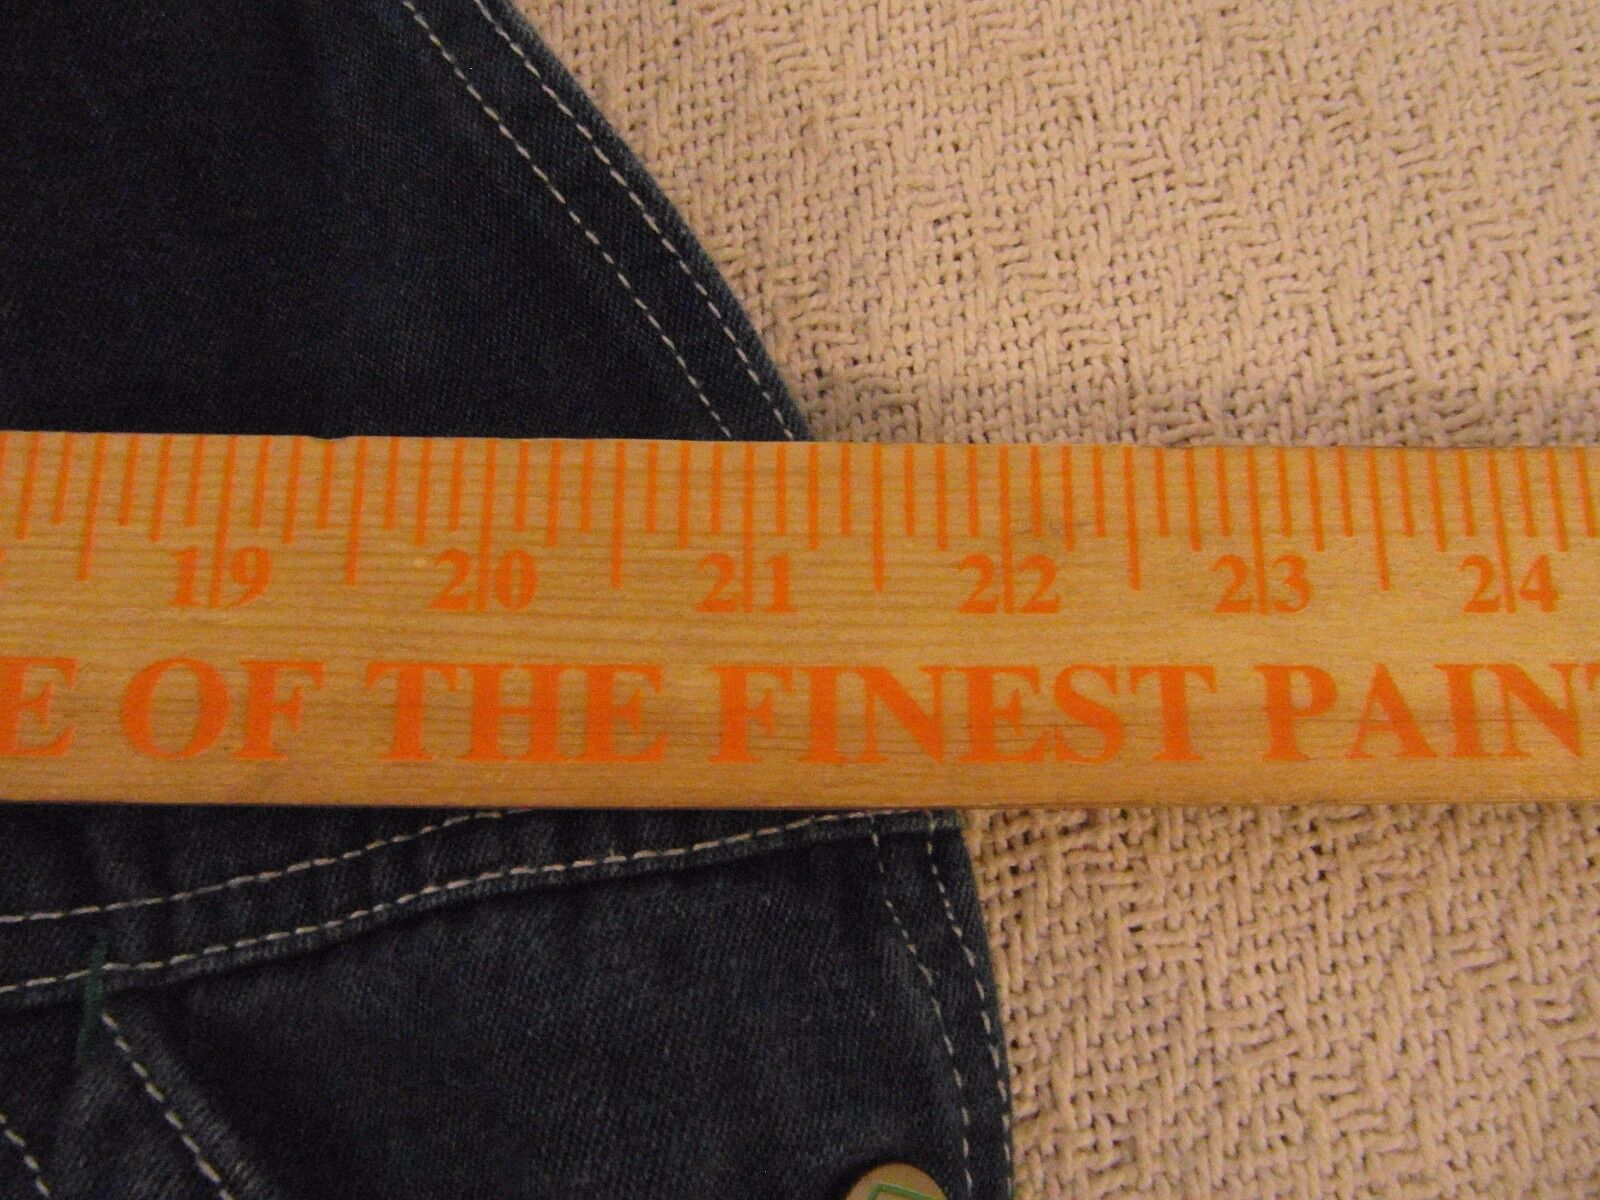 19 20 21 22 23 24
E OF THE FINEST PAINT